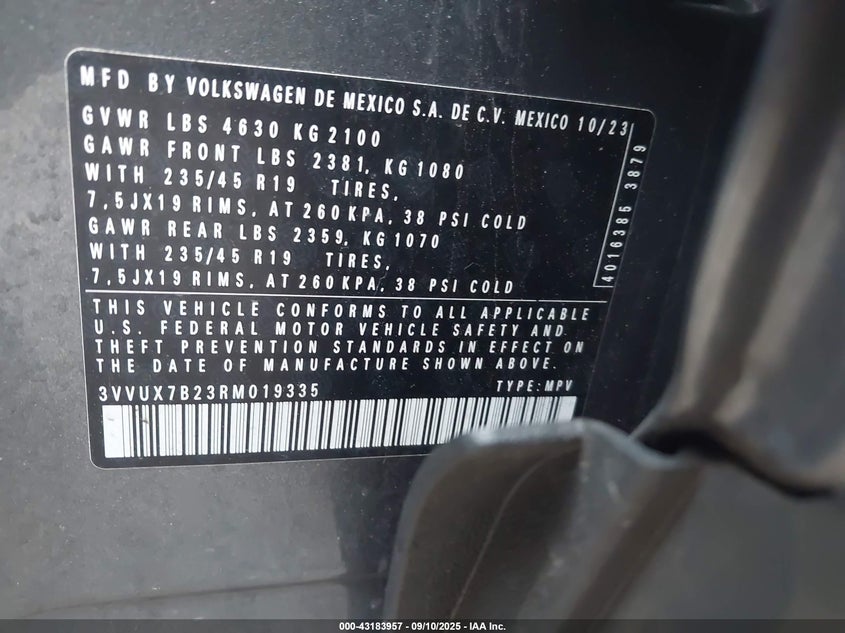 MFD BY VOLKSWAGEN DE MEXICO S.A. DE C.V. MEXICO 10/23
GVWR LBS 4630 KG 2100
GAWR FRONT LBS 2381, KG 1080
WITH 235/45 R19 TIRES,
7,5JX19 RIMS, AT 260 KPA, 38 PSI COLD
GAWR REAR LBS 2359, KG 1070
WITH 235/45 R19 TIRES,
7,5JX19 RIMS, AT 260 KPA, 38 PSI COLD
4016385 3879
THIS VEHICLE CONFORMS TO ALL APPLICABLE
U.S. FEDERAL MOTOR VEHICLE SAFETY AND
THEFT PREVENTION STANDARDS IN EFFECT ON
THE DATE OF MANUFACTURE SHOWN ABOVE.
3VVUX7B23RM019335 TYPE: MPV
000-43183957 - 09/10/2025 - IAA Inc.